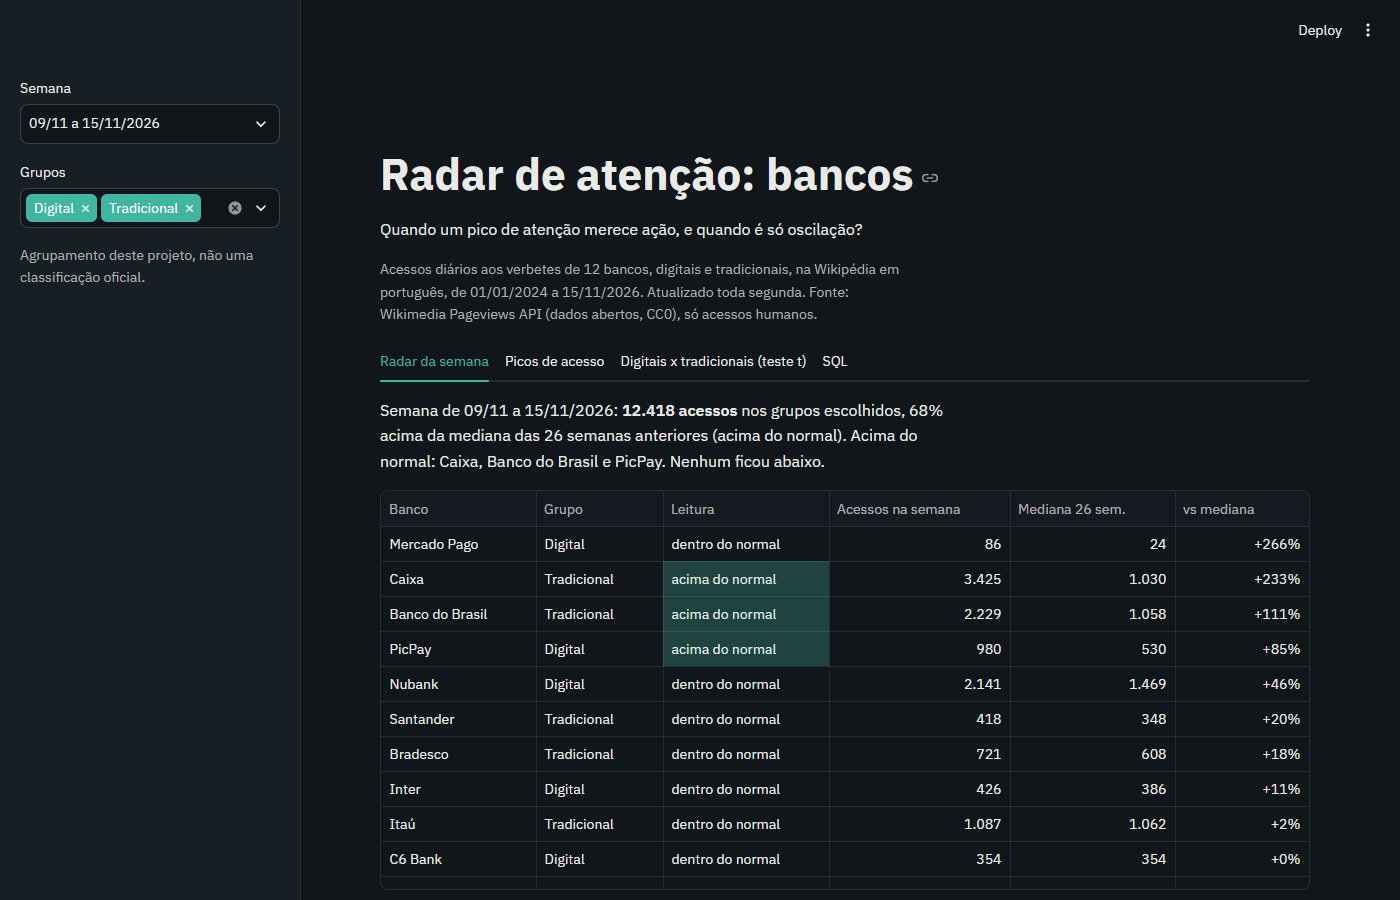 Deploy
Semana
09/11 a 15/11/2026
Grupos
Digital × Tradicional ×
Agrupamento deste projeto, não uma
classificação oficial.
Radar de atenção: bancos
Quando um pico de atenção merece ação, e quando é só oscilação?
Acessos diários aos verbetes de 12 bancos, digitais e tradicionais, na Wikipédia em
português, de 01/01/2024 a 15/11/2026. Atualizado toda segunda. Fonte:
Wikimedia Pageviews API (dados abertos, CC0), só acessos humanos.
Radar da semana Picos de acesso Digitais x tradicionais (teste t) SQL
Semana de 09/11 a 15/11/2026: 12.418 acessos nos grupos escolhidos, 68%
acima da mediana das 26 semanas anteriores (acima do normal). Acima do
normal: Caixa, Banco do Brasil e PicPay. Nenhum ficou abaixo.
Banco Grupo Leitura Acessos na semana Mediana 26 sem. vs mediana
Mercado Pago Digital dentro do normal 86 24 +266%
Caixa Tradicional acima do normal 3.425 1.030 +233%
Banco do Brasil Tradicional acima do normal 2.229 1.058 +111%
PicPay Digital acima do normal 980 530 +85%
Nubank Digital dentro do normal 2.141 1.469 +46%
Santander Tradicional dentro do normal 418 348 +20%
Bradesco Tradicional dentro do normal 721 608 +18%
Inter Digital dentro do normal 426 386 +11%
Itaú Tradicional dentro do normal 1.087 1.062 +2%
C6 Bank Digital dentro do normal 354 354 +0%